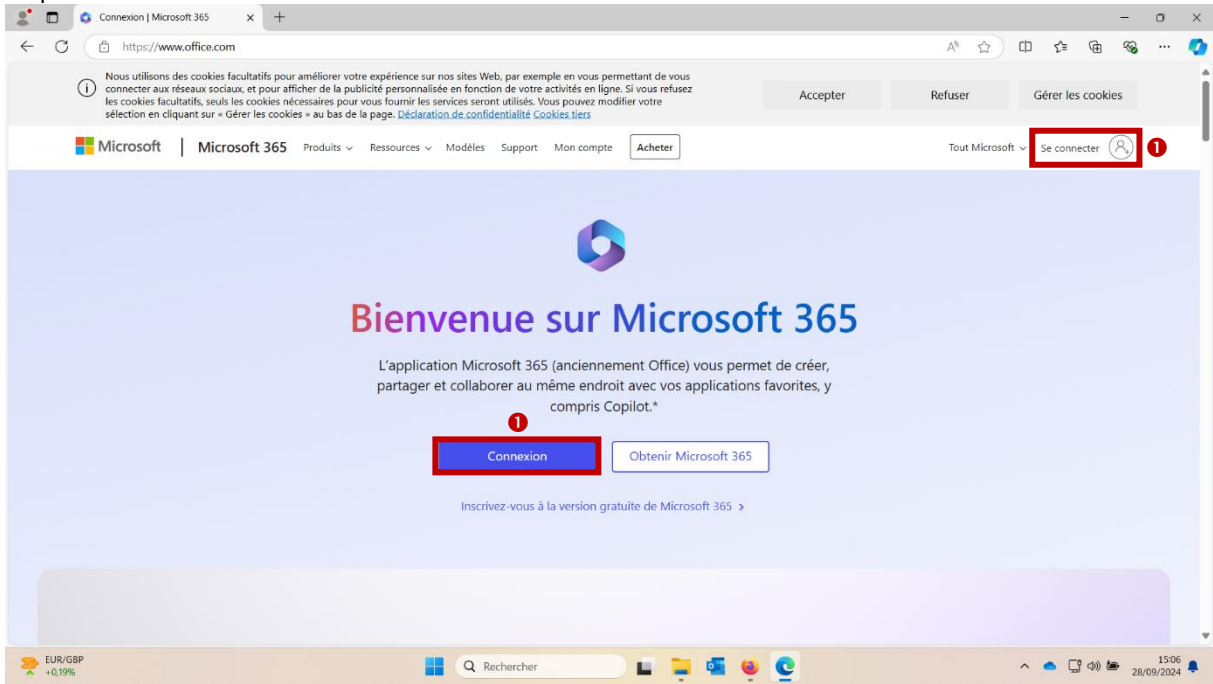 Connexion | Microsoft 365
https://www.office.com
Nous utilisons des cookies facultatifs pour améliorer votre expérience sur nos sites Web, par exemple en vous permettant de vous
connecter aux réseaux sociaux, et pour afficher de la publicité personnalisée en fonction de votre activités en ligne. Si vous refusez
les cookies facultatifs, seuls les cookies nécessaires pour vous fournir les services seront utilisés. Vous pouvez modifier votre
sélection en cliquant sur « Gérer les cookies » au bas de la page. Déclaration de confidentialité Cookies tiers
Accepter
Refuser
Gérer les cookies
Microsoft | Microsoft 365 Produits Ressources Modèles Support Mon compte Acheter Tout Microsoft Se connecter ❶
Bienvenue sur Microsoft 365
L'application Microsoft 365 (anciennement Office) vous permet de créer,
partager et collaborer au même endroit avec vos applications favorites, y
compris Copilot.*
❶
Connexion Obtenir Microsoft 365
Inscrivez-vous à la version gratuite de Microsoft 365 >
EUR/GBP
+0,19%
Rechercher
15:06
28/09/2024